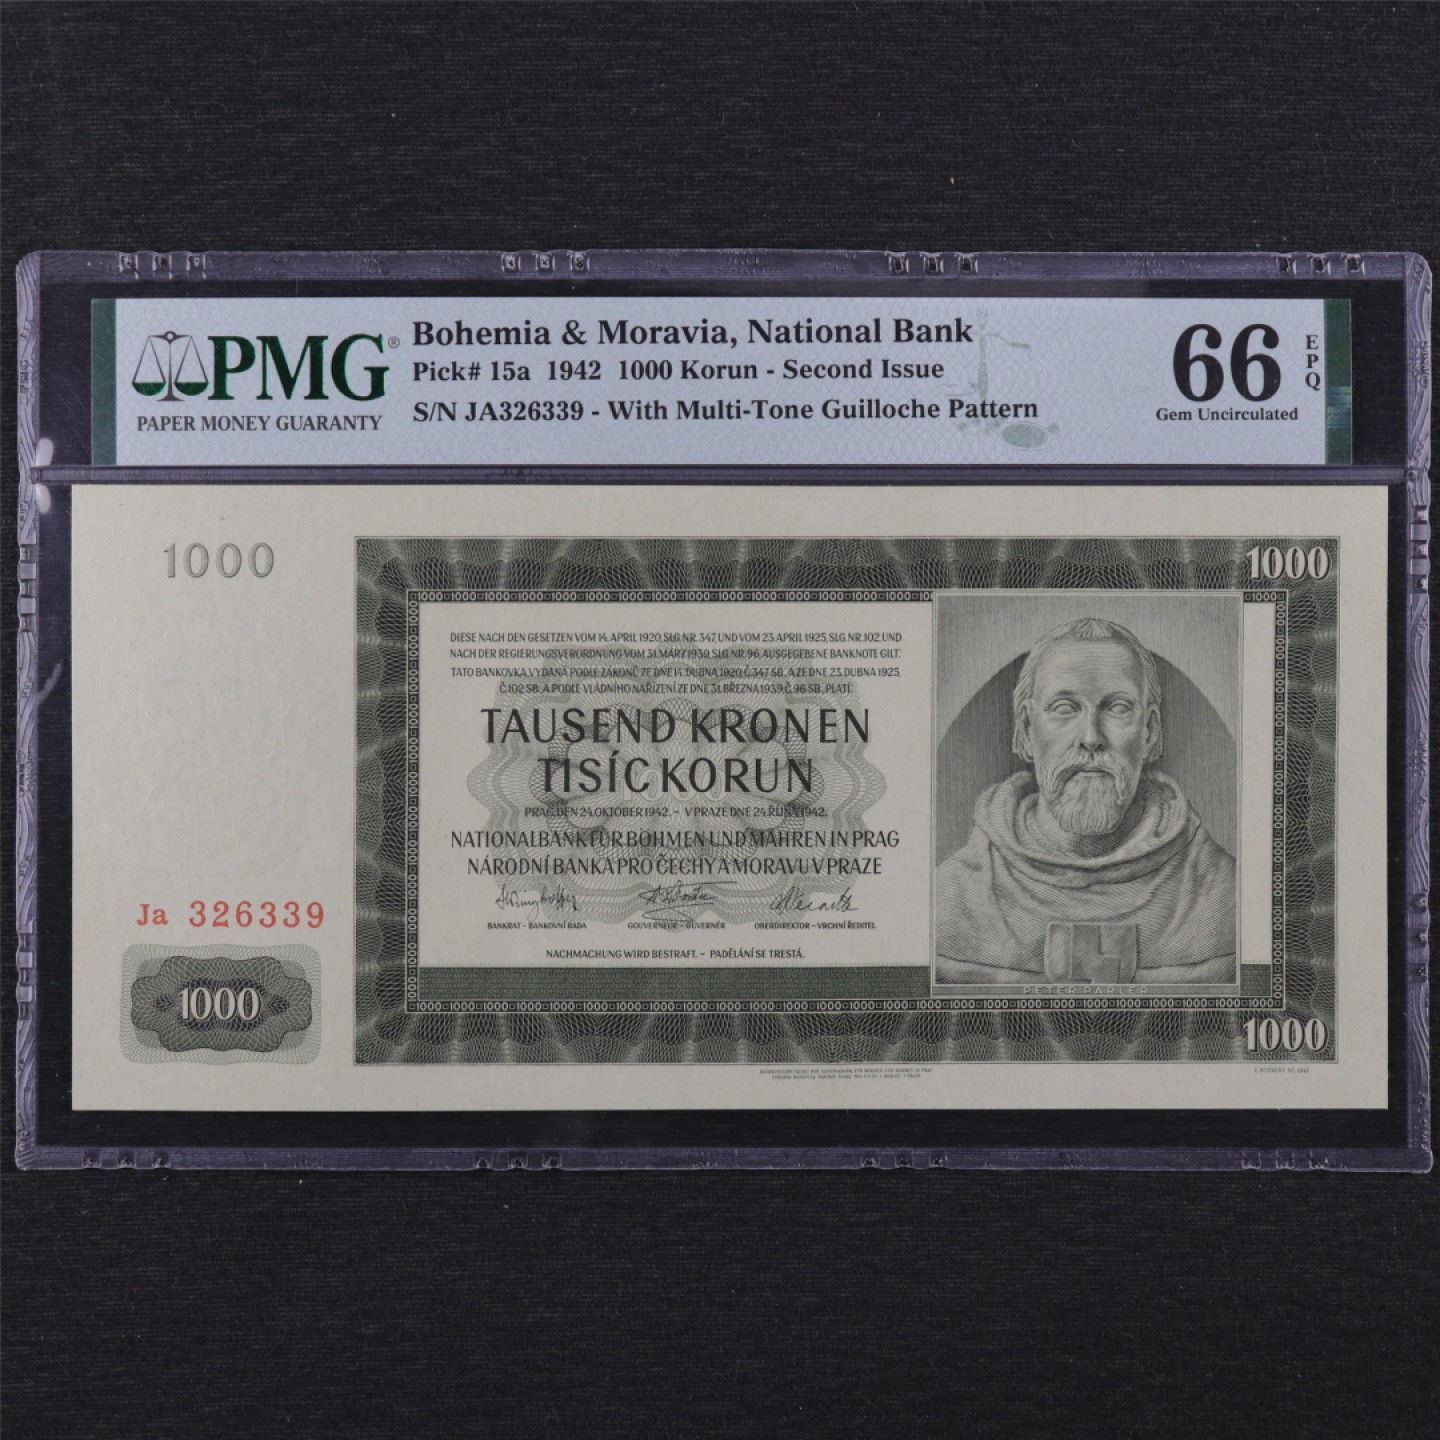 PMG®
PAPER MONEY GUARANTY
Bohemia & Moravia, National Bank
Pick# 15a 1942 1000 Korun - Second Issue
S/N JA326339 - With Multi-Tone Guilloche Pattern
66 EPQ
Gem Uncirculated
1000
1000
DIESE NACH DEN GESETZEN VOM 14. APRIL 1920, SLG. NR. 347, UND VOM 23. APRIL 1925, SLG. NR. 102, UND
NACH DER REGIERUNGSVERORDNUNG VOM 31. MÄRZ 1939, SLG. NR. 96, AUSGEGEBENE BANKNOTE GILT.
TATO BANKOVKA, VYDANÁ PODLE ZÁKONŮ ZE DNE 14. DUBNA 1920, Č. 347 SB., A ZE DNE 23. DUBNA 1925,
Č. 102 SB., A PODLE VLÁDNÍHO NAŘÍZENÍ ZE DNE 31. BŘEZNA 1939, Č. 96 SB., PLATÍ
TAUSEND KRONEN
TISÍC KORUN
PRAG, DEN 24. OKTOBER 1942. – V PRAZE DNE 24. ŘÍJNA 1942.
NATIONALBANK FÜR BÖHMEN UND MÄHREN IN PRAG
NÁRODNÍ BANKA PRO ČECHY A MORAVU V PRAZE
BANKRAT – BANKOVNÍ RADA
GOUVERNEUR – GUVERNÉR
OBERDIREKTOR – VRCHNÍ ŘEDITEL
NACHMACHUNG WIRD BESTRAFT. – PADĚLÁNÍ SE TRESTÁ.
PETER PARLER
Ja 326339
1000
1000